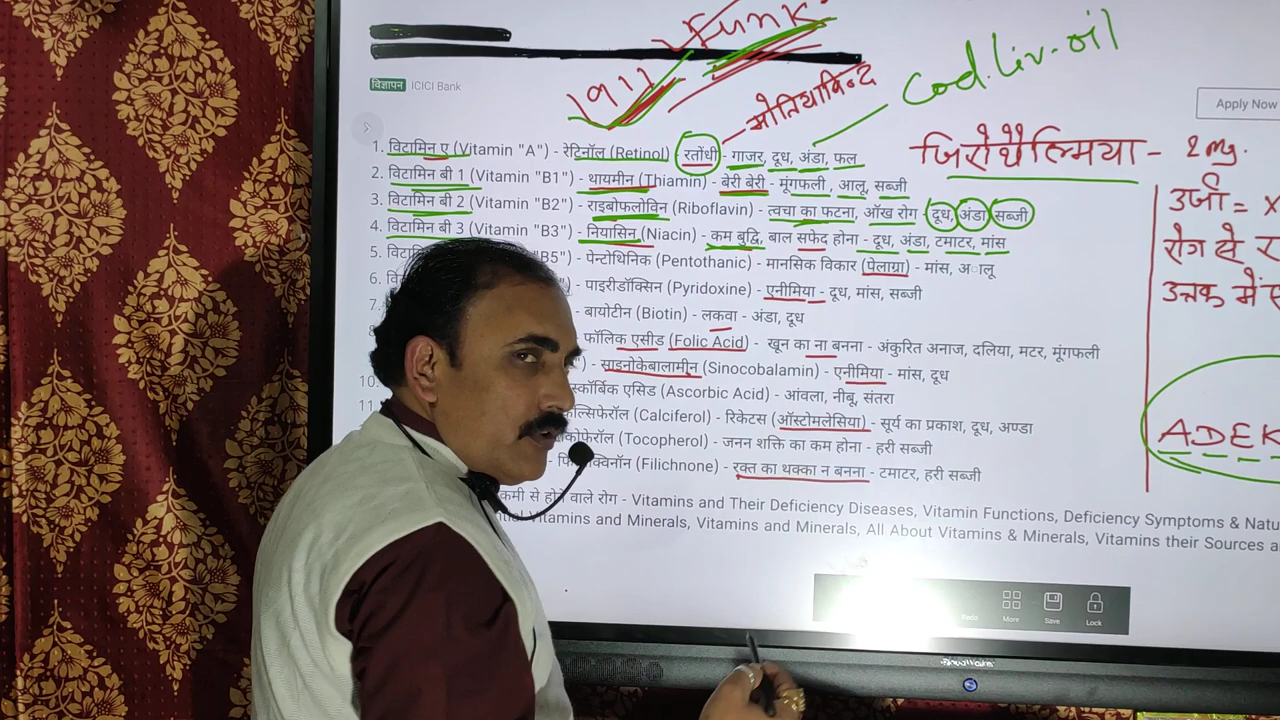 1911 Funk
Cod. Liv- oil
मोतियाबिन्द
विज्ञापन ICICI Bank
Apply Now
जिरोथैल्मिया - 2mg.
1. विटामिन ए (Vitamin "A") - रेटिनॉल (Retinol) - रतोंधी - गाजर, दूध, अंडा, फल
2. विटामिन बी 1 (Vitamin "B1") - थायमीन (Thiamin) - बेरी बेरी - मूंगफली , आलू, सब्जी
3. विटामिन बी 2 (Vitamin "B2") - राइबोफलोविन (Riboflavin) - त्वचा का फटना, आँख रोग - दूध, अंडा, सब्जी
4. विटामिन बी 3 (Vitamin "B3") - नियासिन (Niacin) - कम बुद्वि, बाल सफेद होना - दूध, अंडा, टमाटर, मांस
5. "B5") - पेन्टोथिनिक (Pentothanic) - मानसिक विकार (पेलाग्रा) - मांस, आलू
6. ") - पाइरीडॉक्सिन (Pyridoxine) - एनीमिया - दूध, मांस, सब्जी
7. - बायोटीन (Biotin) - लकवा - अंडा, दूध
फॉलिक एसीड (Folic Acid) - खून का ना बनना - अंकुरित अनाज, दलिया, मटर, मूंगफली
") - साइनोकेबालामीन (Sinocobalamin) - एनीमिया - मांस, दूध
10. स्कॉर्बिक एसिड (Ascorbic Acid) - आंवला, नीबू, संतरा
11. (Calciferol) - रिकेटस (ऑस्टोमलेसिया) - सूर्य का प्रकाश, दूध, अण्डा
(Tocopherol) - जनन शक्ति का कम होना - हरी सब्जी
(Filichnone) - रक्त का थक्का न बनना - टमाटर, हरी सब्जी
कमी से होने वाले रोग - Vitamins and Their Deficiency Diseases, Vitamin Functions, Deficiency Symptoms & Natu
Vitamins and Minerals, Vitamins and Minerals, All About Vitamins & Minerals, Vitamins their Sources a
उर्जा = X
रोग से
ADEK
Redo More Save Lock